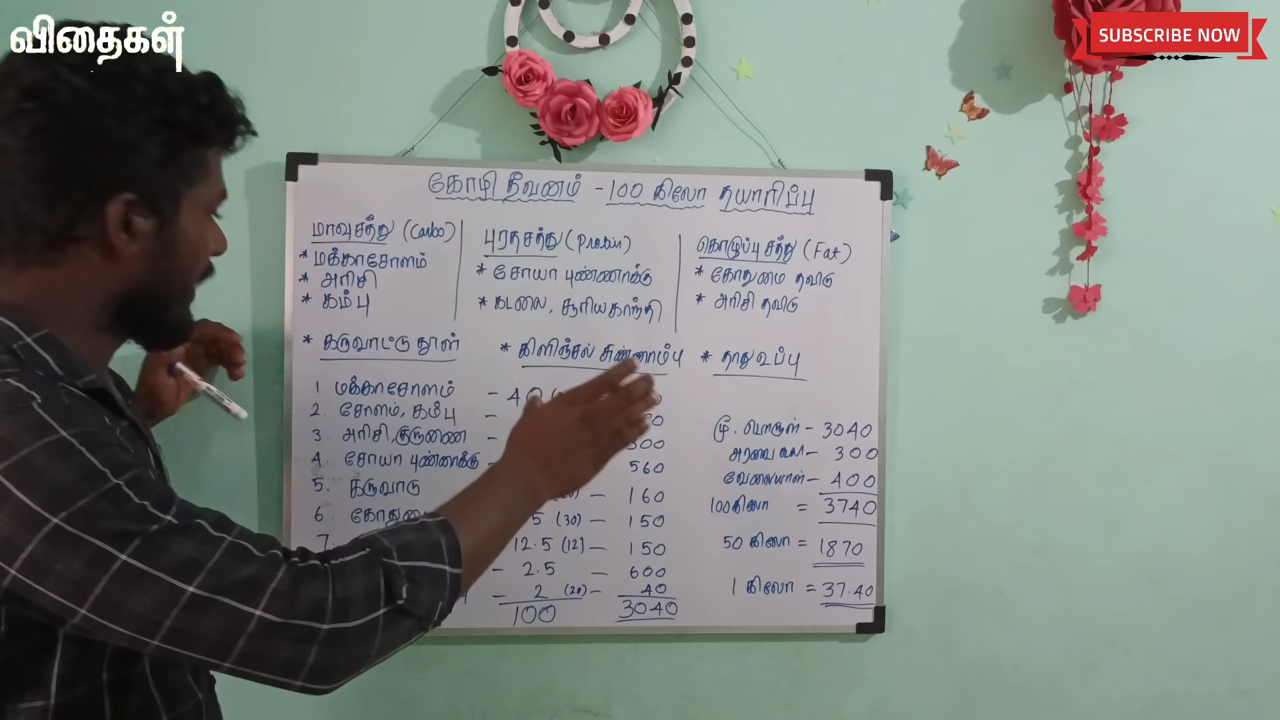 விதைகள்
SUBSCRIBE NOW
கோழி தீவனம் - 100 கிலோ தயாரிப்பு
மாவுசத்து (Carbo)
* மக்காசோளம்
* அரிசி
* கம்பு
புரதசத்து (Protein)
* சோயா புண்ணாக்கு
* கடலை, சூரியகாந்தி
கொழுப்பு சத்து (Fat)
* கோதுமை தவிடு
* அரிசி தவிடு
* கருவாட்டு தூள்
* கிளிஞ்சல் சுண்ணாம்பு
* தாதுஉப்பு
1. மக்காசோளம் - 40
2. சோளம், கம்பு -
3. அரிசி,குருணை - 300
4. சோயா புண்ணாக்கு - 560
5. கருவாடு - 160
6. 5 (30) - 150
7. 12.5 (12) - 150
- 2.5 - 600
- 2 (20) - 40
100 3040
மூ. பொருள் - 3040
அரவை கூலி - 300
வேலையாள் - 400
100 கிலோ = 3740
50 கிலோ = 1870
1 கிலோ = 37.40